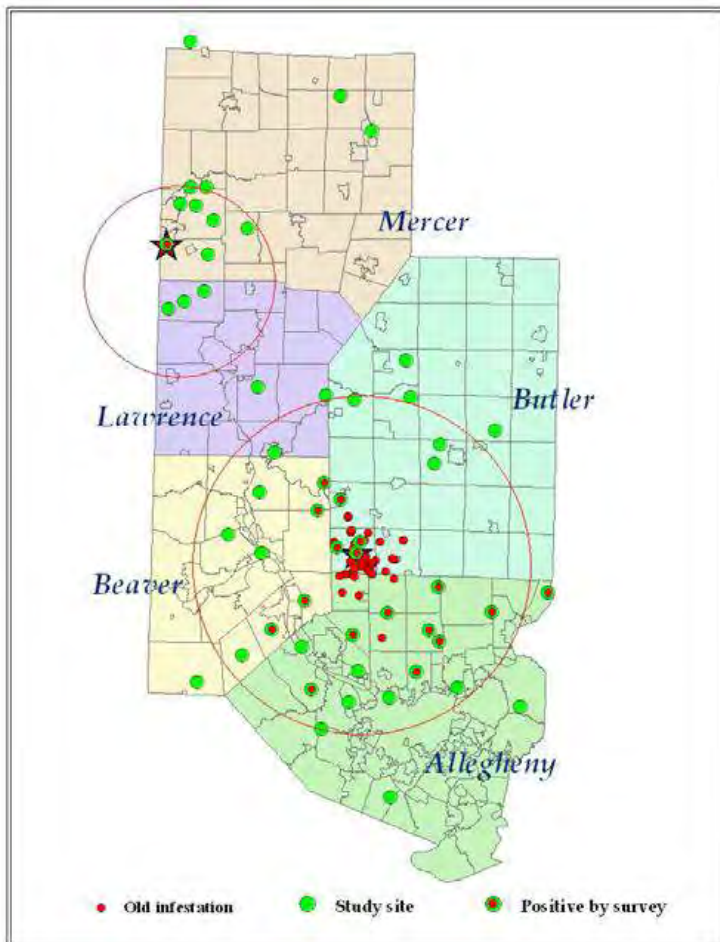 Mercer
Butler
Lawrence
Beaver
Allegheny
Old infestation Study site Positive by survey